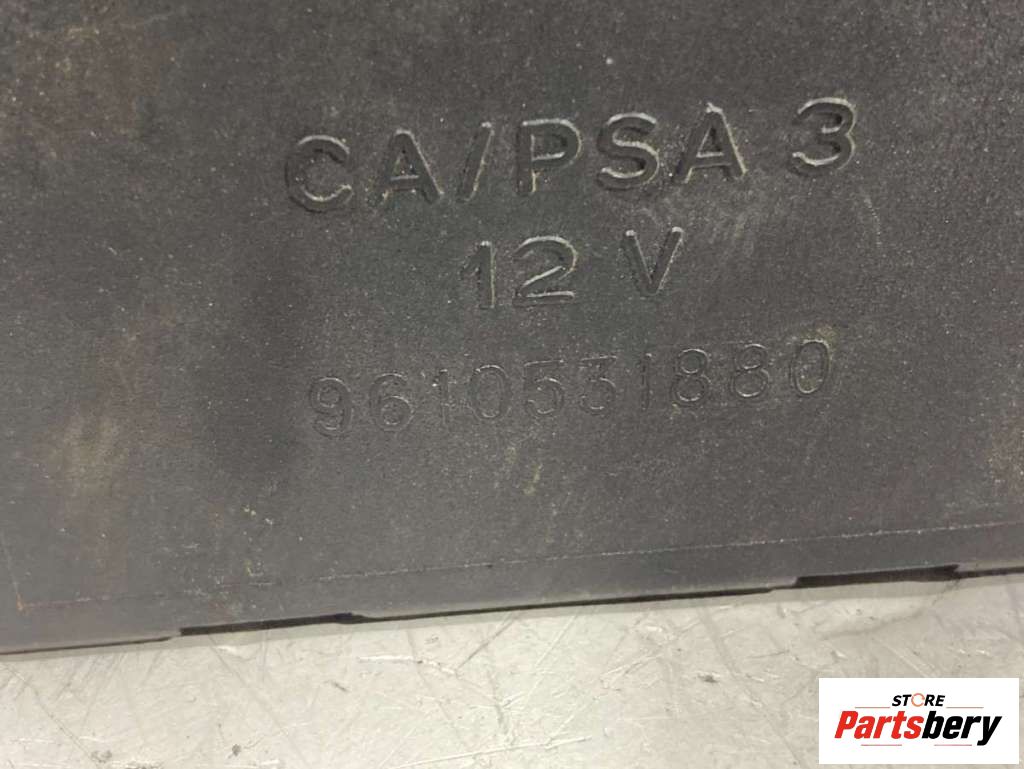 CA/PSA 3
12 V
9610531880
STORE
Partsbery